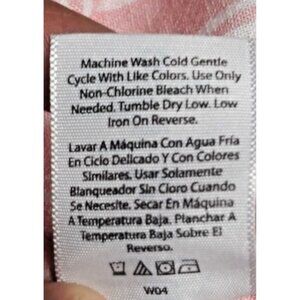 Machine Wash Cold Gentle
Cycle With Like Colors. Use Only
Non-Chlorine Bleach When
Needed. Tumble Dry Low. Low
Iron On Reverse.
Lavar A Máquina Con Agua Fría
En Ciclo Delicado Y Con Colores
Similares. Usar Solamente
Blanqueador Sin Cloro Cuando
Se Necesite. Secar En Máquina
A Temperatura Baja. Planchar A
Temperatura Baja Sobre El
Reverso.
W04